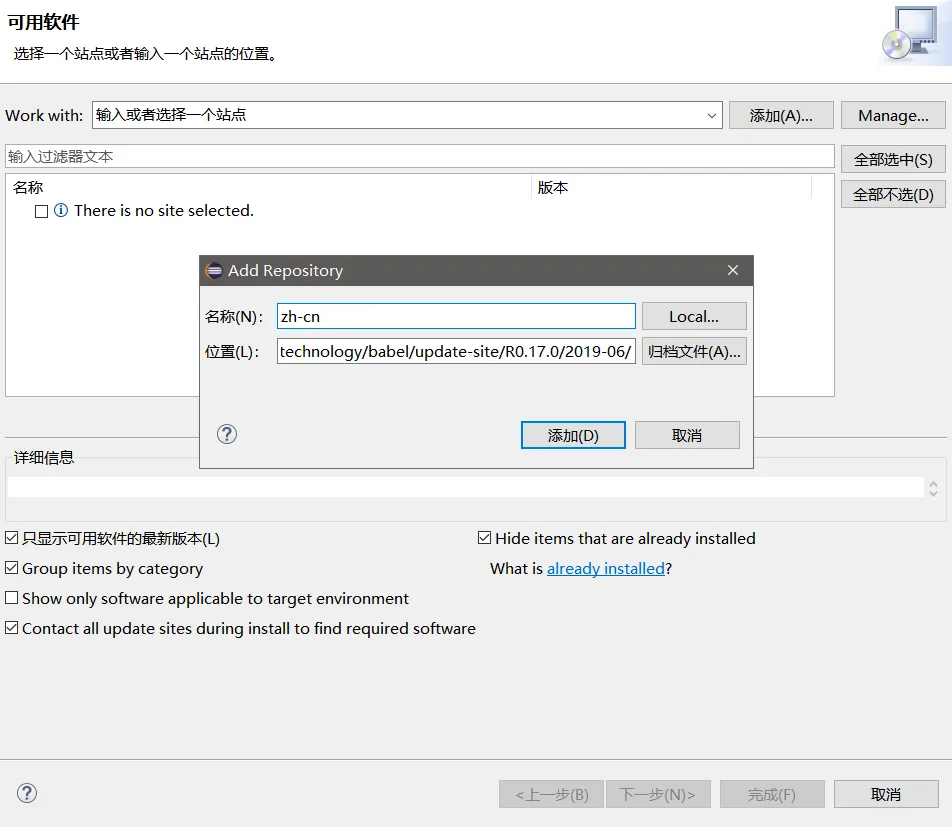 可用软件
选择一个站点或者输入一个站点的位置。
Work with: 输入或者选择一个站点 添加(A)... Manage...
输入过滤器文本 全部选中(S)
名称 版本 全部不选(D)
There is no site selected.
Add Repository
名称(N)： zh-cn Local...
位置(L)： technology/babel/update-site/R0.17.0/2019-06/ 归档文件(A)...
添加(D) 取消
详细信息
只显示可用软件的最新版本(L) Hide items that are already installed
Group items by category What is already installed?
Show only software applicable to target environment
Contact all update sites during install to find required software
<上一步(B) 下一步(N)> 完成(F) 取消